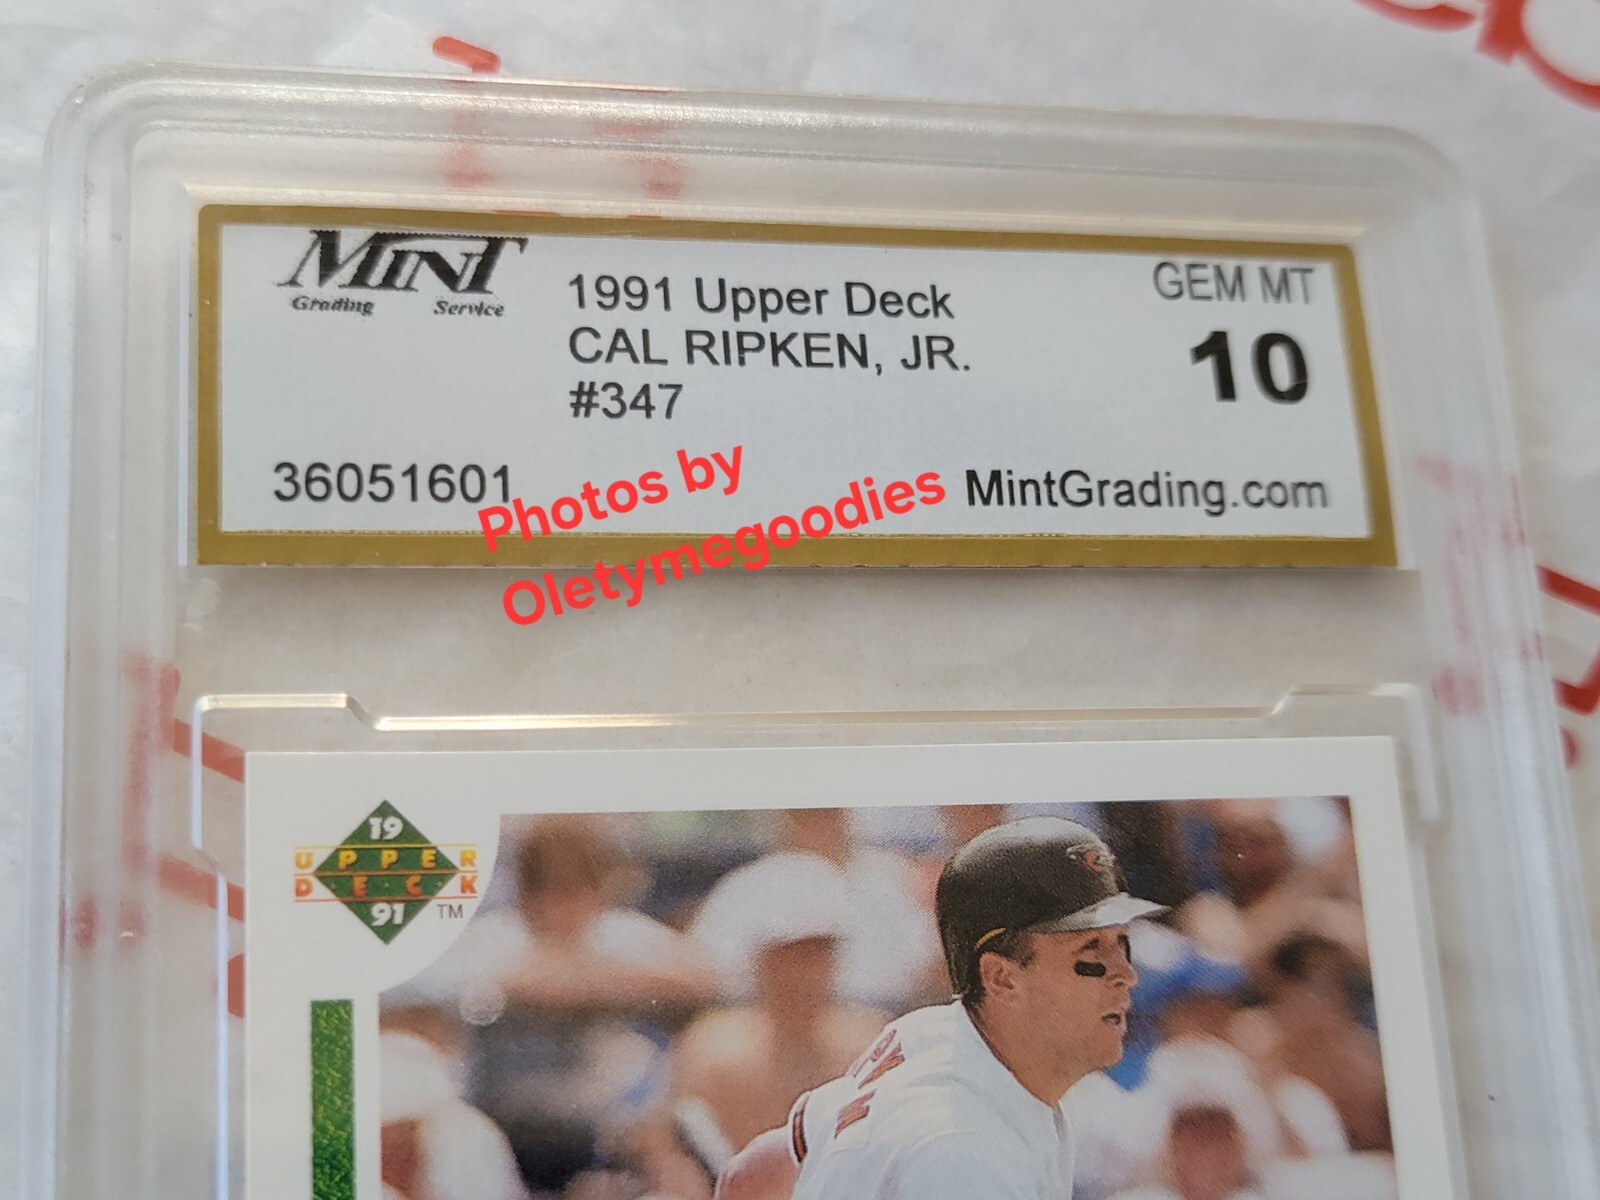 MINT
Grading Service
1991 Upper Deck
CAL RIPKEN, JR.
#347
GEM MT
10
36051601
MintGrading.com
Photos by
Oletymegoodies
19
UPPER
DECK
91 TM